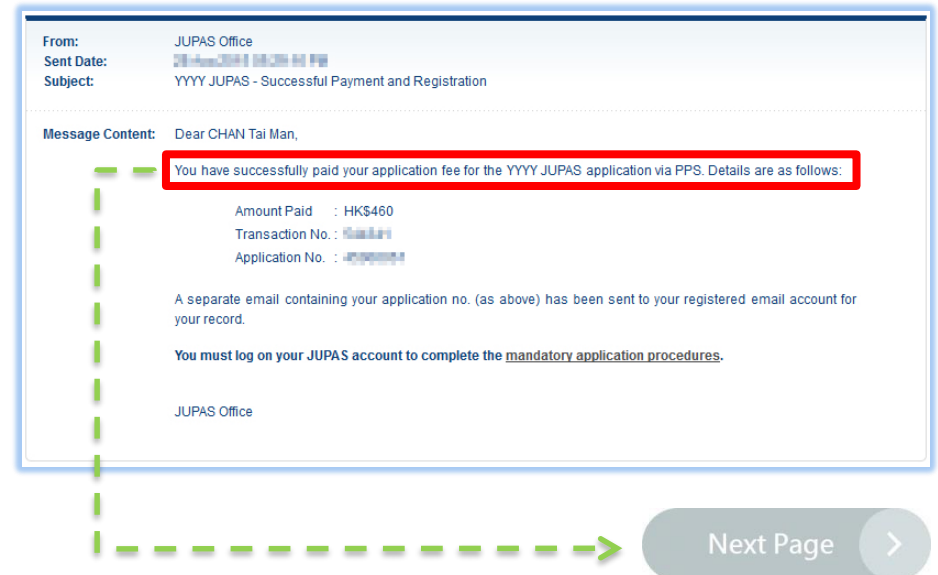 From: JUPAS Office
Sent Date:
Subject: YYYY JUPAS - Successful Payment and Registration
Message Content: Dear CHAN Tai Man,
You have successfully paid your application fee for the YYYY JUPAS application via PPS. Details are as follows:
Amount Paid : HK$460
Transaction No. :
Application No. :
A separate email containing your application no. (as above) has been sent to your registered email account for
your record.
You must log on your JUPAS account to complete the mandatory application procedures.
JUPAS Office
Next Page